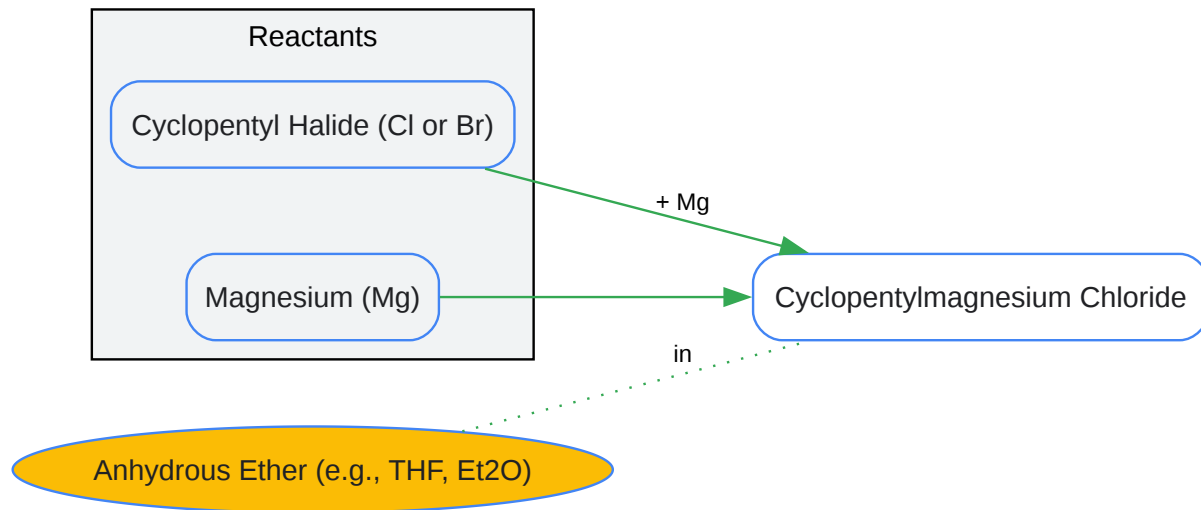 Reactants
Cyclopentyl Halide (Cl or Br)
+ Mg
Magnesium (Mg)
Cyclopentylmagnesium Chloride
in
Anhydrous Ether (e.g., THF, Et2O)